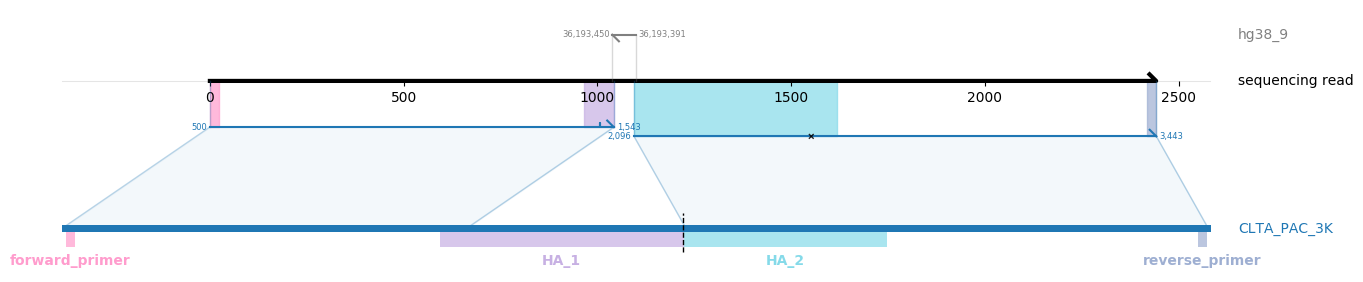 36,193,450 36,193,391 hg38_9
sequencing read
0 500 1000 1500 2000 2500
500 1,543
2,096 3,443
CLTA_PAC_3K
forward_primer HA_1 HA_2 reverse_primer